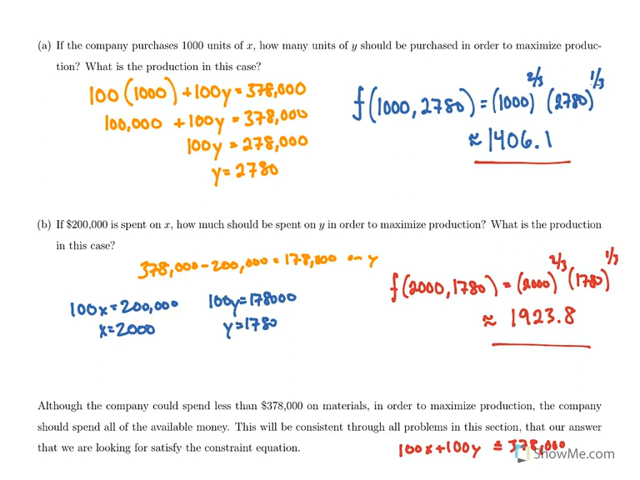 (a) If the company purchases 1000 units of x, how many units of y should be purchased in order to maximize produc-
tion? What is the production in this case?
100 (1000) + 100y = 378,000
100,000 + 100y = 378,000
100y = 278,000
y = 2780
f(1000, 2780) = (1000)^2/3 (2780)^1/3
≈ 1406.1
(b) If $200,000 is spent on x, how much should be spent on y in order to maximize production? What is the production
in this case?
378,000 - 200,000 = 178,000 on y
100x = 200,000
x = 2000
100y = 178000
y = 1780
f(2000, 1780) = (2000)^2/3 (1780)^1/3
≈ 1923.8
Although the company could spend less than $378,000 on materials, in order to maximize production, the company
should spend all of the available money. This will be consistent through all problems in this section, that our answer
that we are looking for satisfy the constraint equation.
100x + 100y = 378,000
ShowMe.com